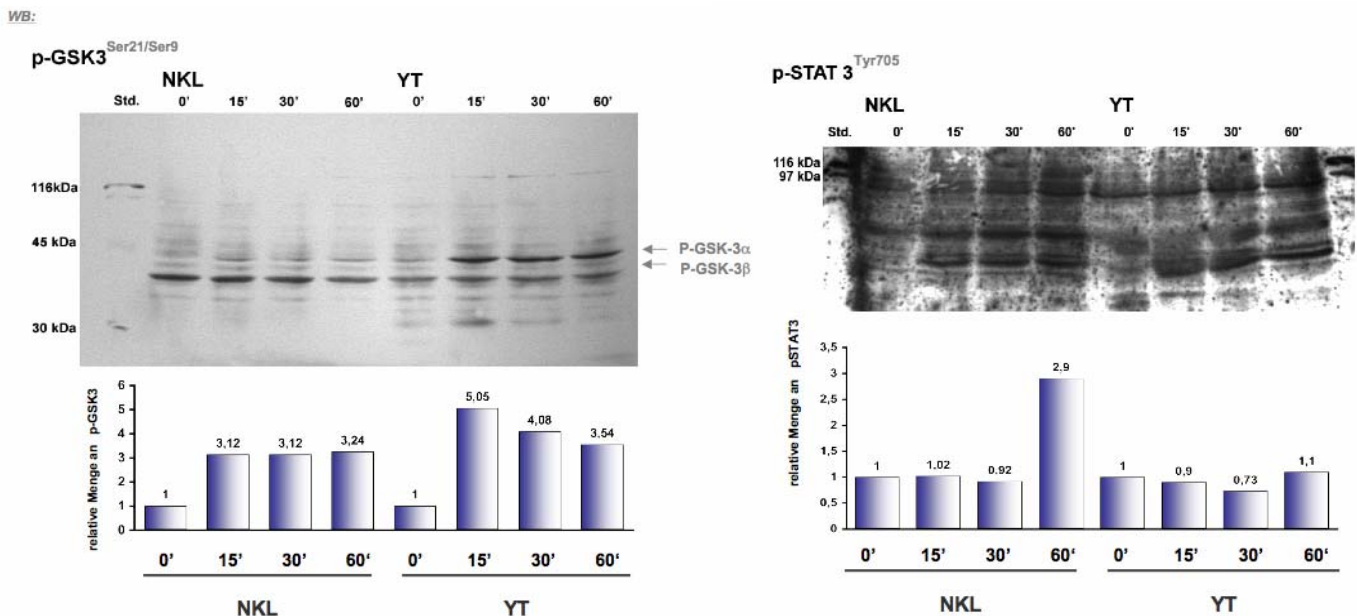 WB:
p-GSK3 Ser21/Ser9
NKL YT
Std. 0' 15' 30' 60' 0' 15' 30' 60'
116kDa
45 kDa
30 kDa
P-GSK-3α
P-GSK-3β
relative Menge an p-GSK3
6
5
4
3
2
1
0
1 3,12 3,12 3,24 1 5,05 4,08 3,54
0' 15' 30' 60‘ 0' 15' 30' 60‘
NKL YT
p-STAT 3 Tyr705
NKL YT
Std. 0' 15' 30' 60' 0' 15' 30' 60'
116 kDa
97 kDa
relative Menge an pSTAT3
3,5
3
2,5
2
1,5
1
0,5
0
1 1,02 0,92 2,9 1 0,9 0,73 1,1
0' 15' 30' 60‘ 0' 15' 30' 60‘
NKL YT